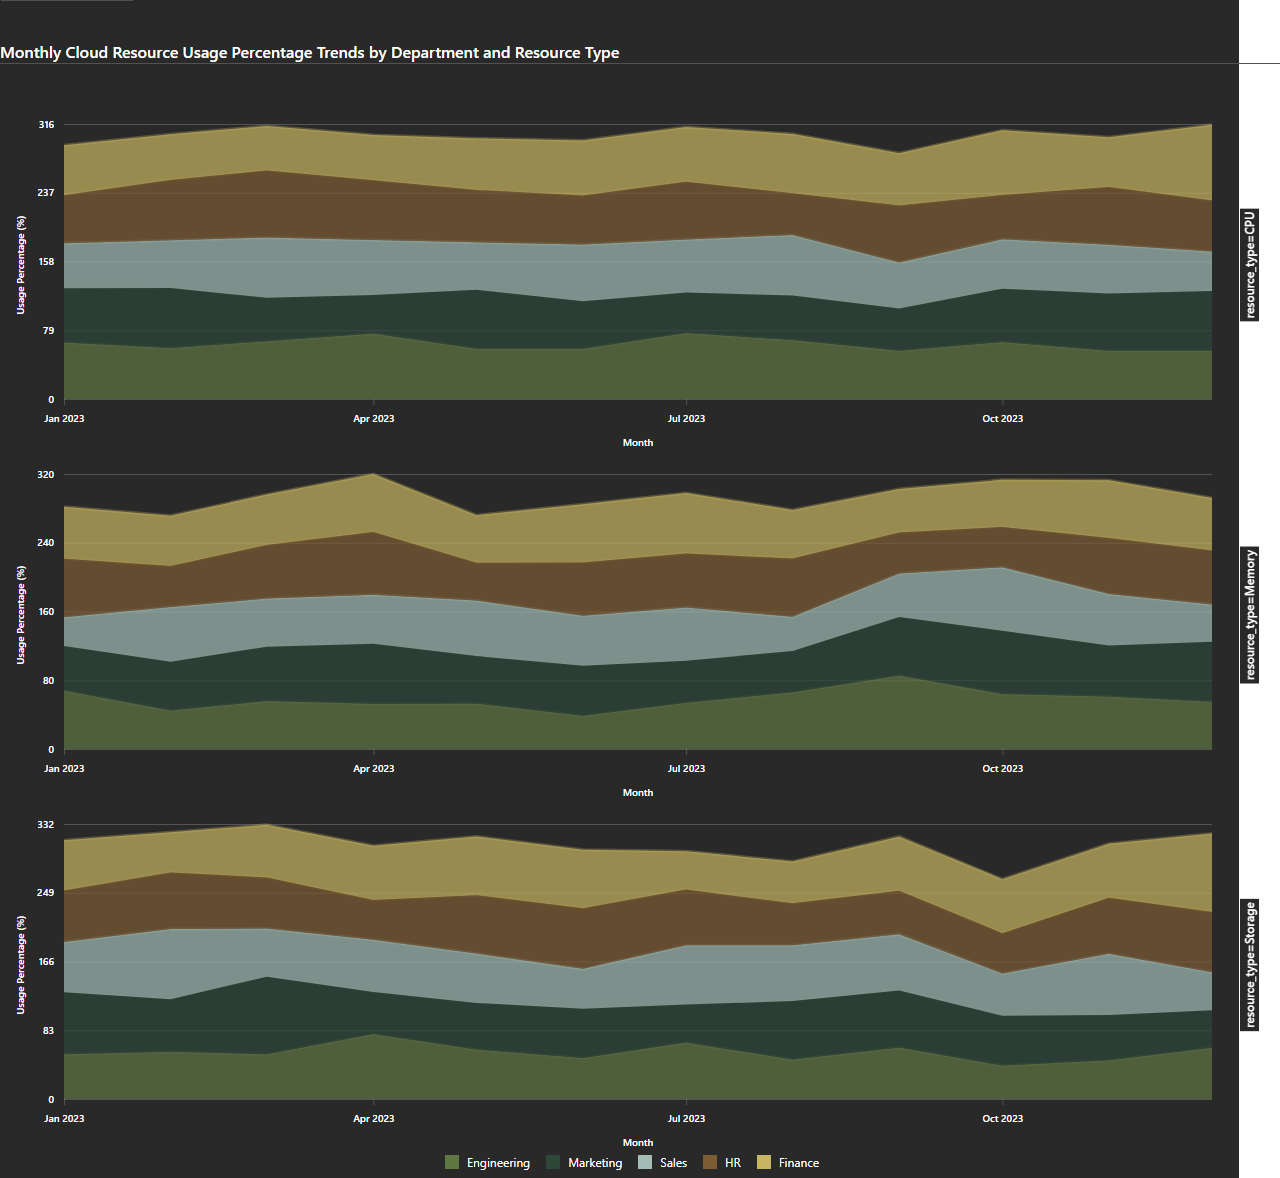 Monthly Cloud Resource Usage Percentage Trends by Department and Resource Type
316
237
158
79
0
Usage Percentage (%)
Jan 2023
Apr 2023
Jul 2023
Oct 2023
Month
resource_type=CPU
320
240
160
80
0
Usage Percentage (%)
Jan 2023
Apr 2023
Jul 2023
Oct 2023
Month
resource_type=Memory
332
249
166
83
0
Usage Percentage (%)
Jan 2023
Apr 2023
Jul 2023
Oct 2023
Month
resource_type=Storage
Engineering Marketing Sales HR Finance